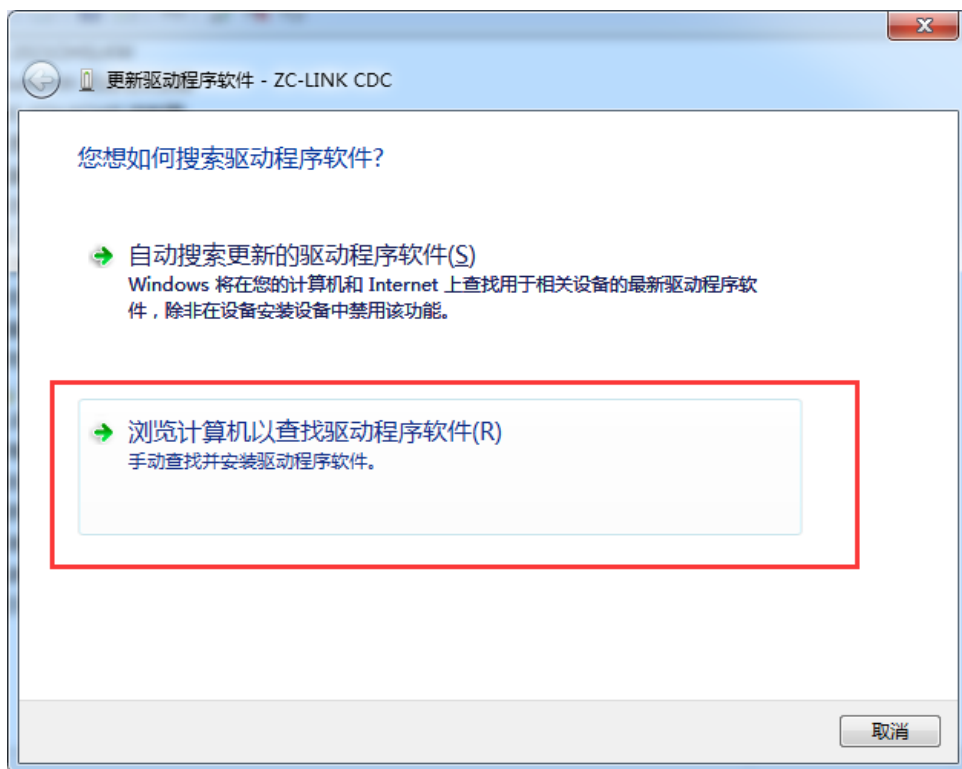 更新驱动程序软件 - ZC-LINK CDC
您想如何搜索驱动程序软件?
自动搜索更新的驱动程序软件(S)
Windows 将在您的计算机和 Internet 上查找用于相关设备的最新驱动程序软
件，除非在设备安装设备中禁用该功能。
浏览计算机以查找驱动程序软件(R)
手动查找并安装驱动程序软件。
取消